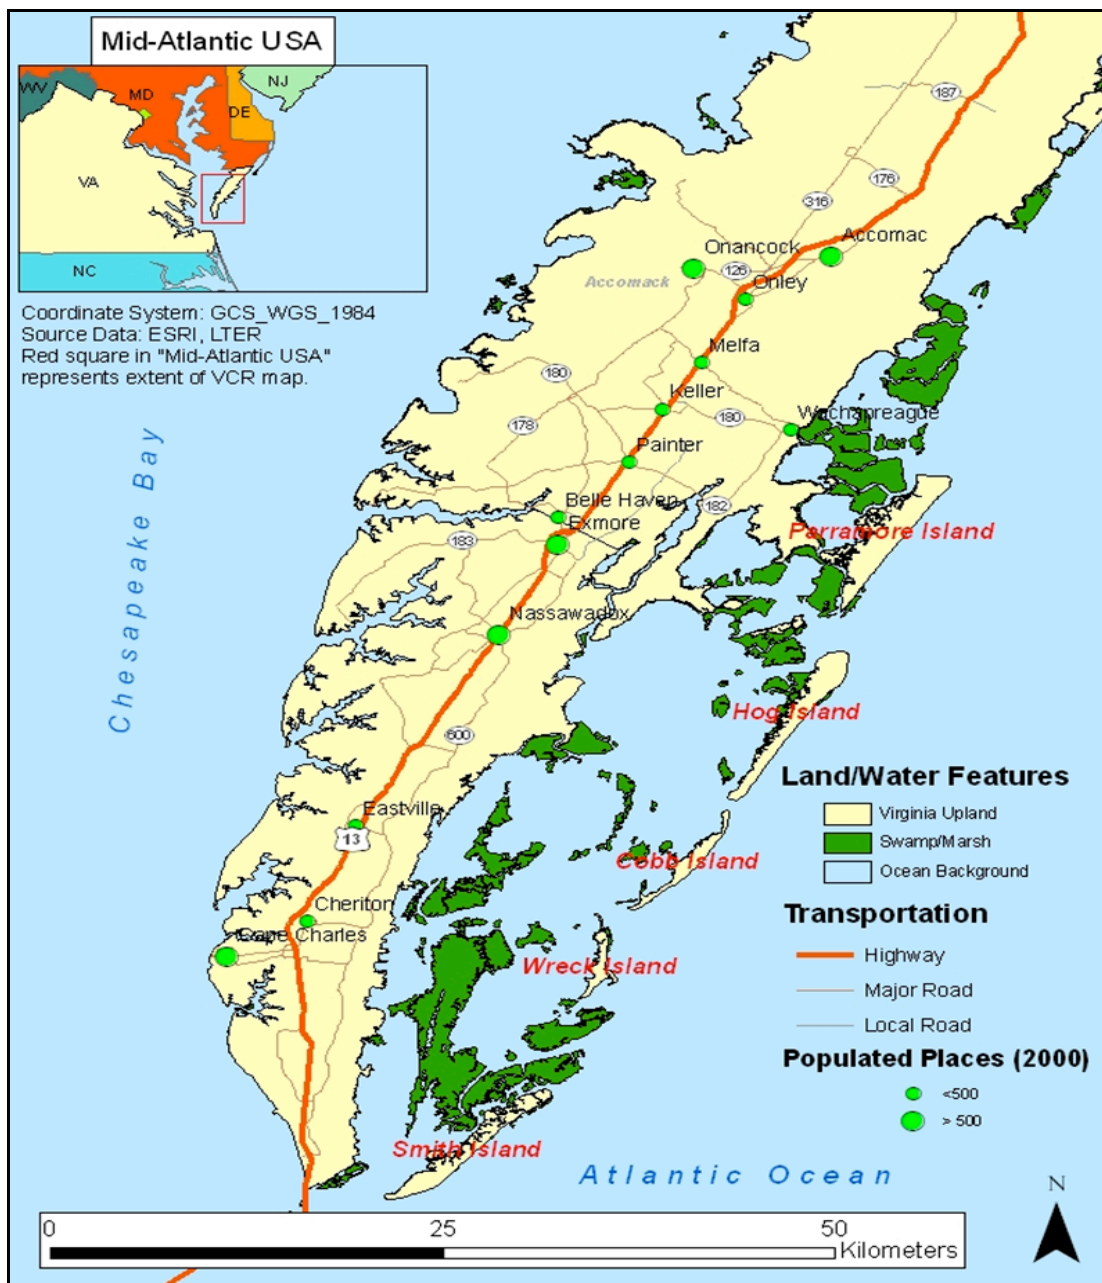 Mid-Atlantic USA
WV
MD
DE
NJ
VA
NC
Coordinate System: GCS_WGS_1984
Source Data: ESRI, LTER
Red square in "Mid-Atlantic USA"
represents extent of VCR map.
187
176
316
Accomac
Onancock
126
Accomack
Onley
Melfa
180
Keller
178
180
Wachapreague
Painter
Belle Haven
182
Exmore
Parramore Island
183
Chesapeake Bay
Nassawadox
Hog Island
600
Eastville
13
Cobb Island
Cheriton
Cape Charles
Wreck Island
Smith Island
Atlantic Ocean
Land/Water Features
Virginia Upland
Swamp/Marsh
Ocean Background
Transportation
Highway
Major Road
Local Road
Populated Places (2000)
<500
> 500
N
0 25 50
Kilometers